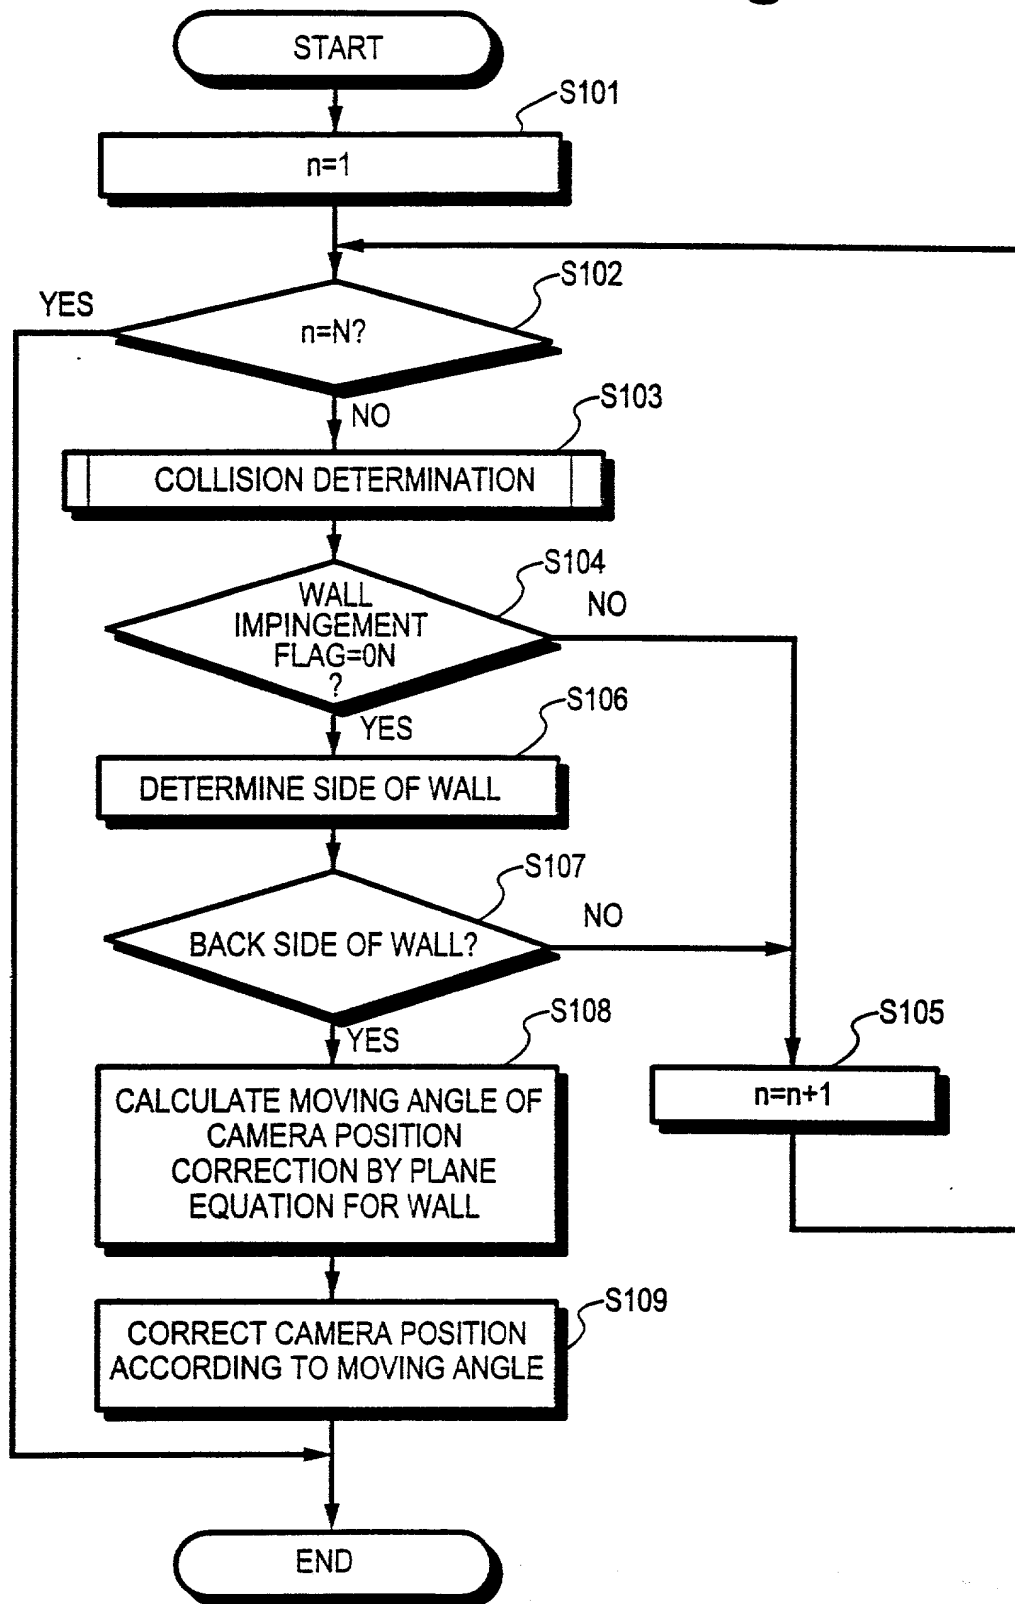 START
S101
n=1
S102
YES
n=N?
NO
S103
COLLISION DETERMINATION
S104
WALL
IMPINGEMENT
FLAG=0N
?
NO
YES
S106
DETERMINE SIDE OF WALL
S107
BACK SIDE OF WALL?
NO
YES
S108
CALCULATE MOVING ANGLE OF
CAMERA POSITION
CORRECTION BY PLANE
EQUATION FOR WALL
S105
n=n+1
S109
CORRECT CAMERA POSITION
ACCORDING TO MOVING ANGLE
END